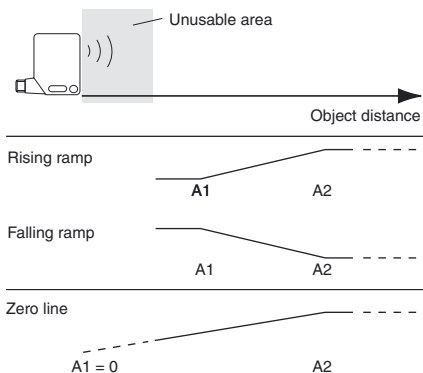 Unusable area
Object distance
Rising ramp
A1 A2
Falling ramp
A1 A2
Zero line
A1 = 0 A2